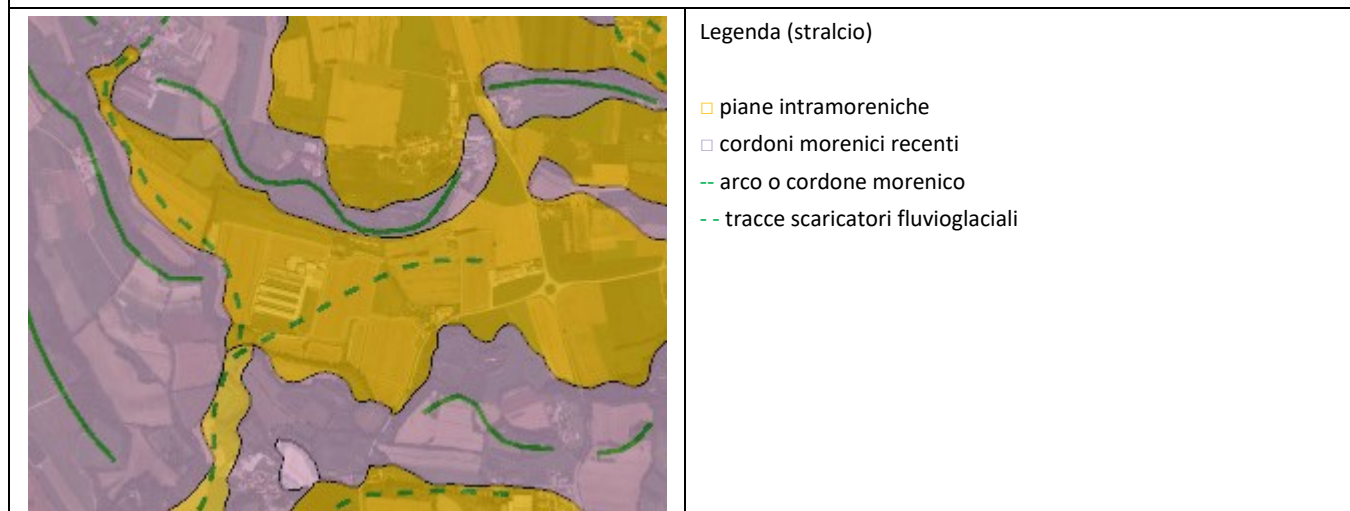 Legenda (stralcio)
□ piane intramoreniche
□ cordoni morenici recenti
-- arco o cordone morenico
- - tracce scaricatori fluvioglaciali